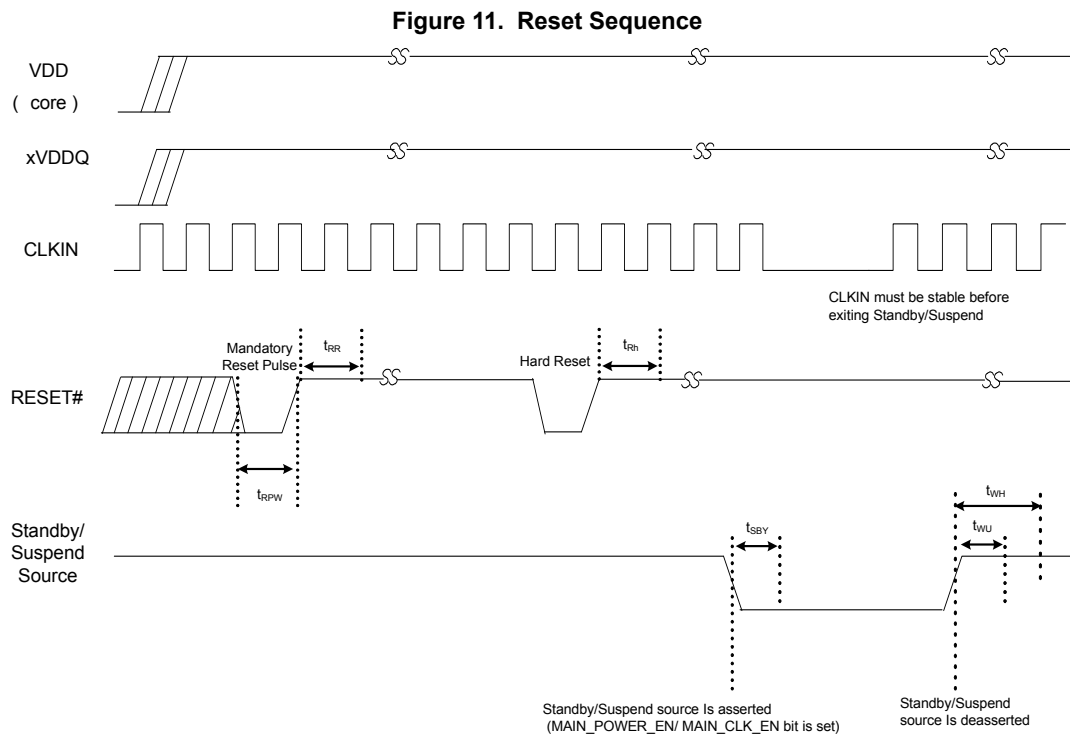 Figure 11.  Reset Sequence
VDD
( core )
xVDDQ
CLKIN
CLKIN must be stable before
exiting Standby/Suspend
Mandatory
Reset Pulse
tRR
Hard Reset
tRh
RESET#
tRPW
tWH
tSBY
tWU
Standby/
Suspend
Source
Standby/Suspend source Is asserted
(MAIN_POWER_EN/ MAIN_CLK_EN bit is set)
Standby/Suspend
source Is deasserted